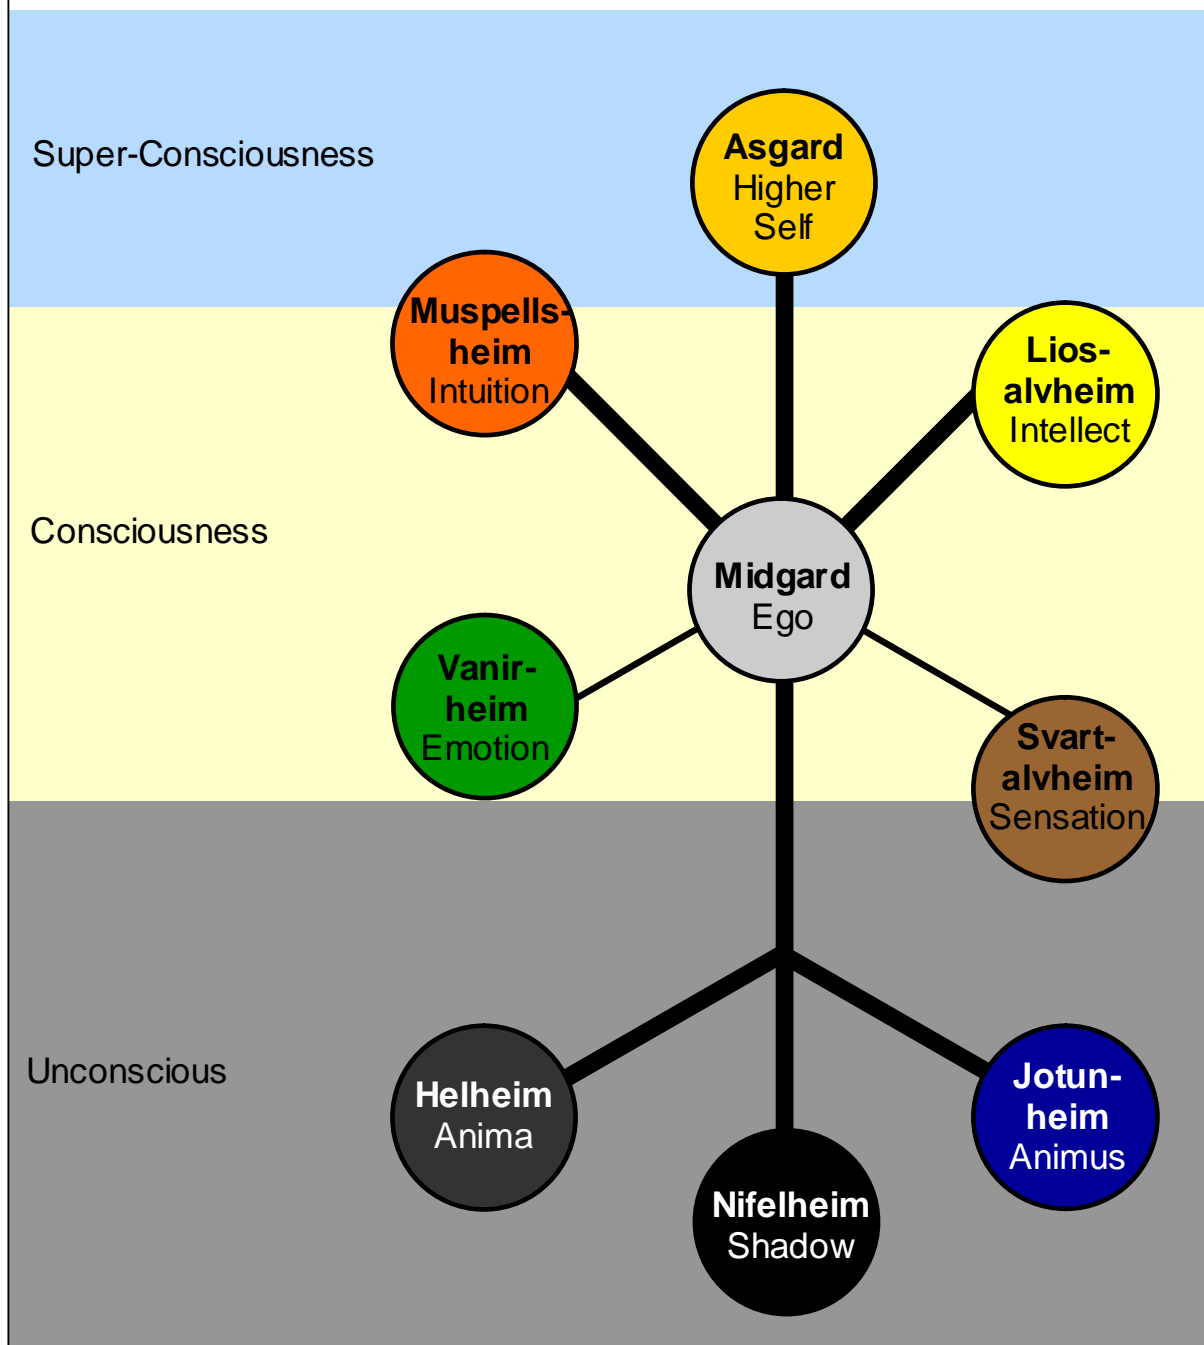 Super-Consciousness
Asgard
Higher
Self
Muspells-
heim
Intuition
Lios-
alvheim
Intellect
Consciousness
Midgard
Ego
Vanir-
heim
Emotion
Svart-
alvheim
Sensation
Unconscious
Helheim
Anima
Jotun-
heim
Animus
Nifelheim
Shadow